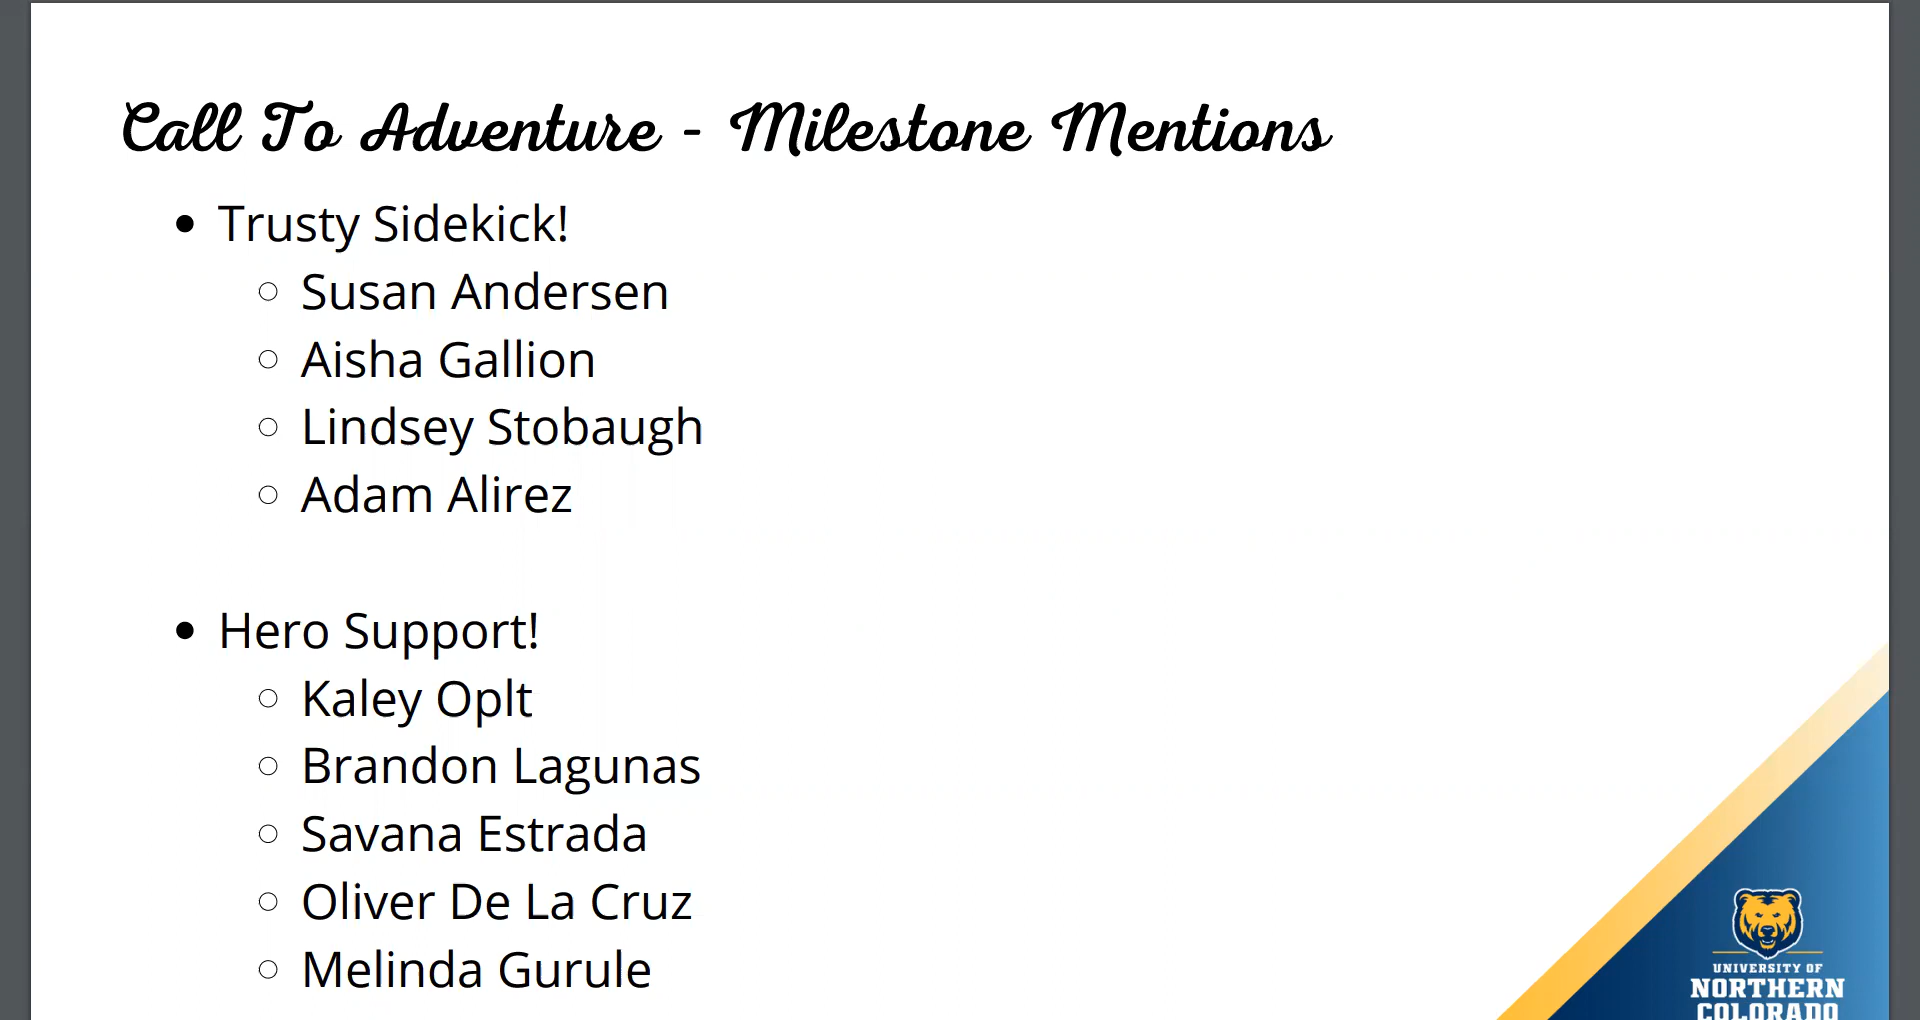 Call To Adventure - Milestone Mentions
Trusty Sidekick!
Susan Andersen
Aisha Gallion
Lindsey Stobaugh
Adam Alirez
Hero Support!
Kaley Oplt
Brandon Lagunas
Savana Estrada
Oliver De La Cruz
Melinda Gurule
UNIVERSITY OF
NORTHERN
COLORADO